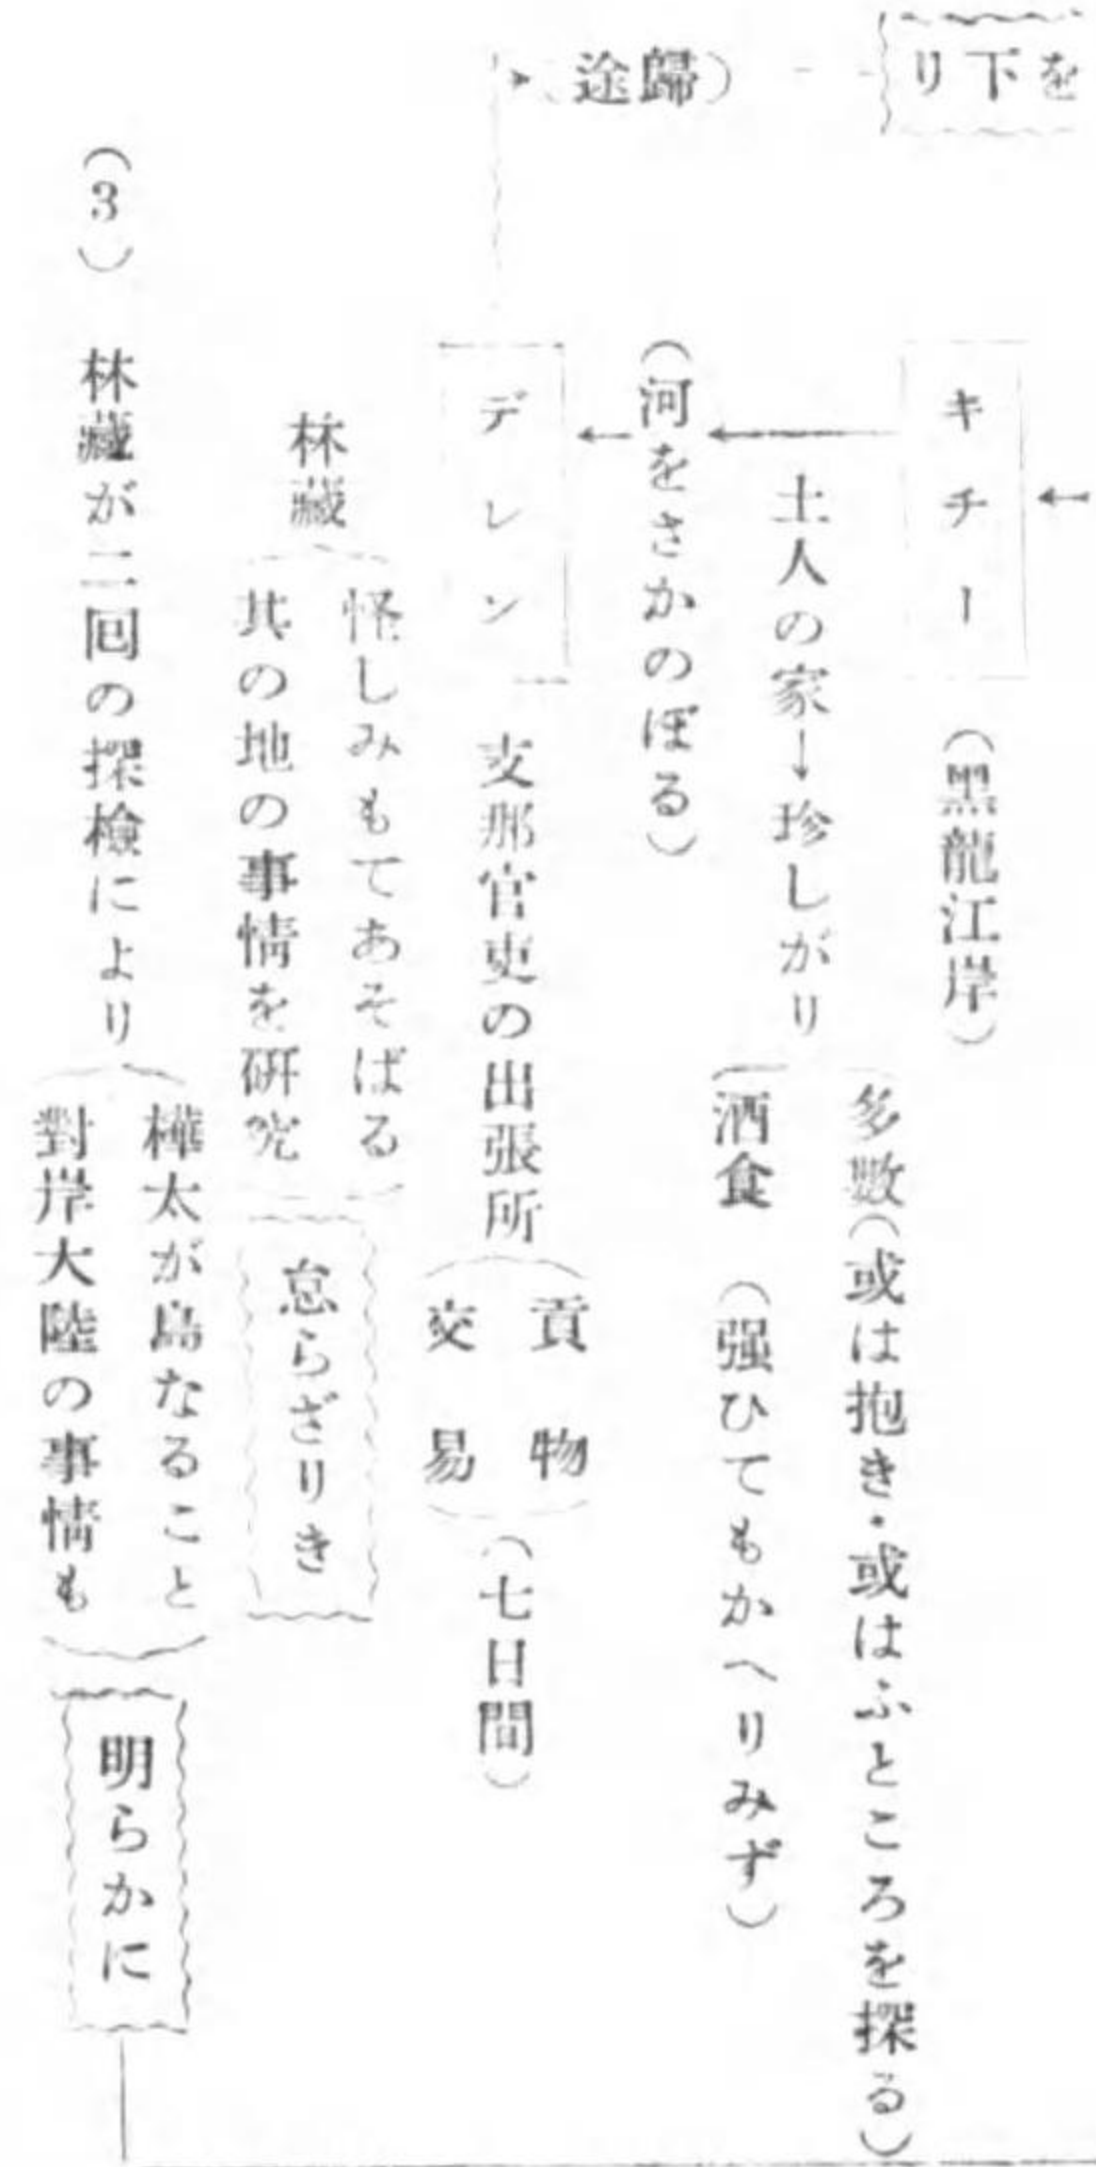 を下り
(歸途)
キチー
(黑龍江岸)
土人の家→珍しがり
多數(或は抱き・或はふところを探る)
酒食 (强ひてもかへりみず)
(河をさかのぼる)
デレン
支那官吏の出張所
貢物
交易
(七日間)
林藏
怪しみもてあそばる
其の地の事情を硏究
怠らざりき
(3) 林藏が二囘の探檢により
樺太が島なること
對岸大陸の事情も
明らかに